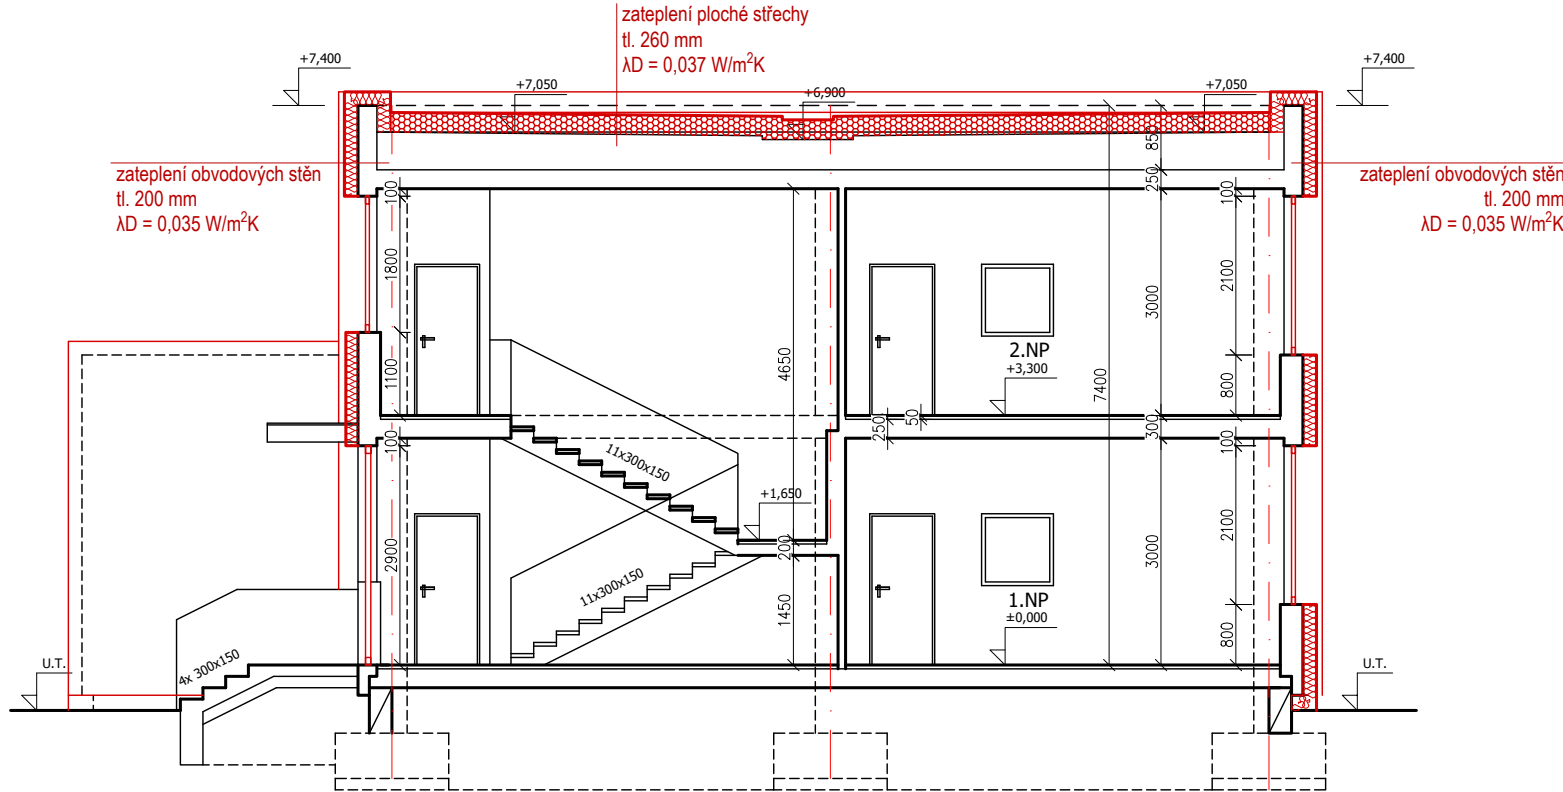 zateplení ploché střechy
tl. 260 mm
λD = 0,037 W/m²K
+7,400
+7,050
+6,900
+7,050
+7,400
zateplení obvodových stěn
tl. 200 mm
λD = 0,035 W/m²K
zateplení obvodových stěn
tl. 200 mm
λD = 0,035 W/m²K
850
250
100
100
1800
2100
3000
4650
7400
2.NP
+3,300
1100
800
250
50
300
100
100
11x300x150
+1,650
200
2900
2100
3000
11x300x150
1450
1.NP
±0,000
800
4x 300x150
U.T.
U.T.